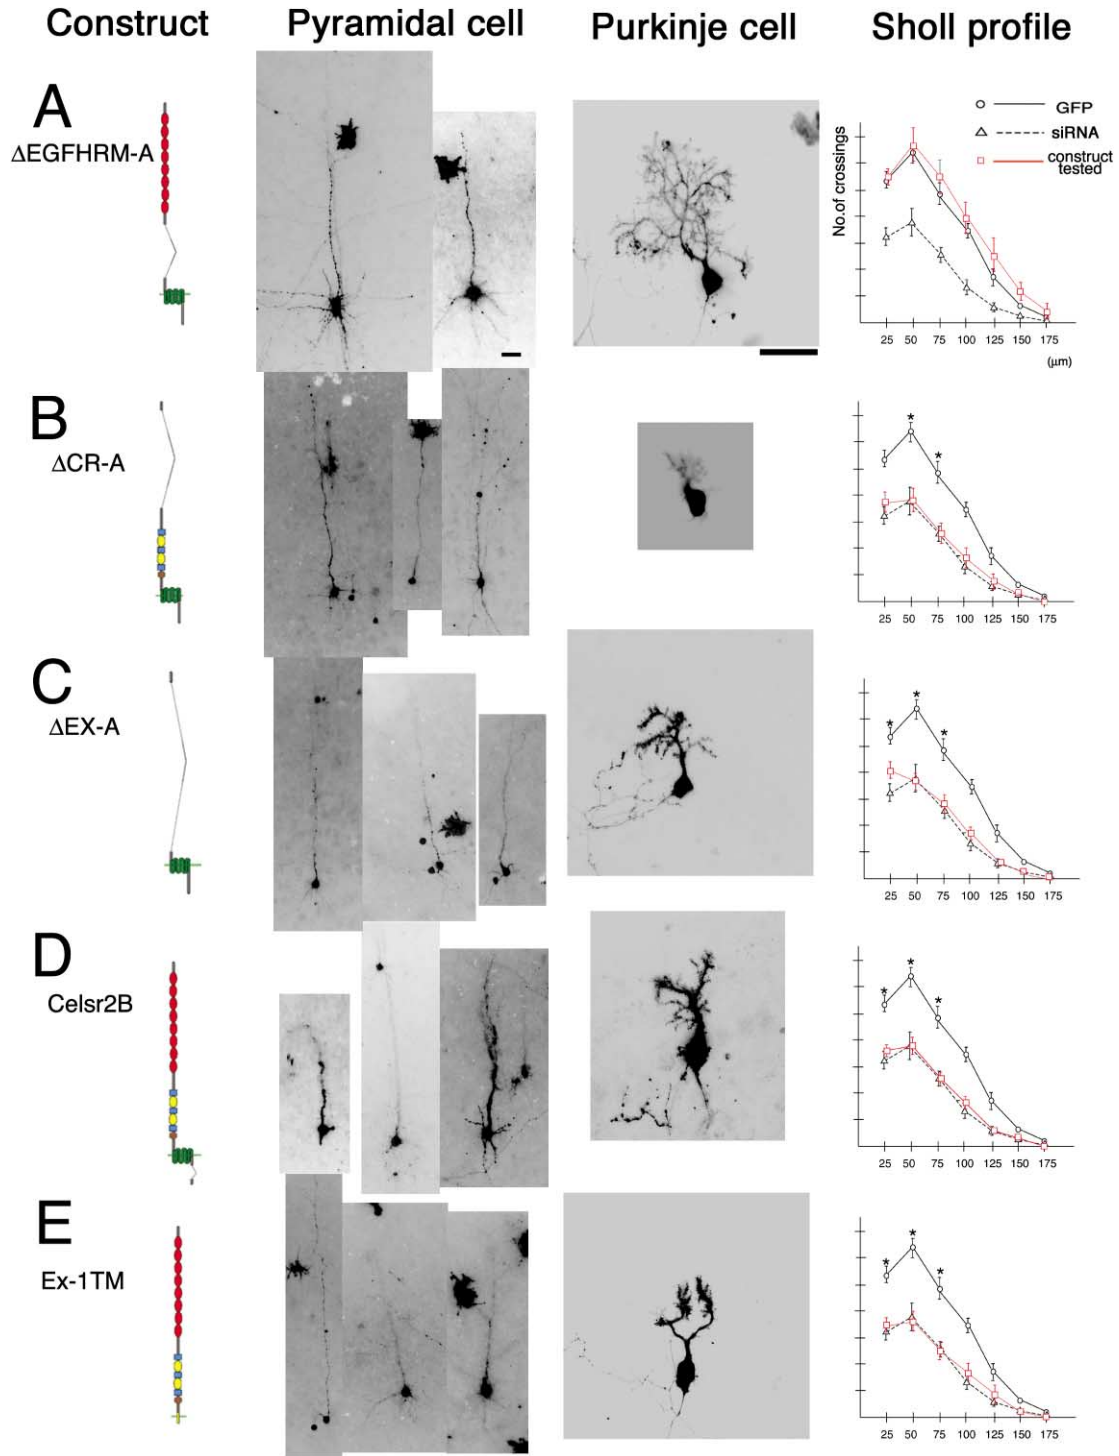 Construct Pyramidal cell Purkinje cell Sholl profile
A
ΔEGFHRM-A
No.of crossings
GFP
siRNA
construct
tested
25 50 75 100 125 150 175
(μm)
B
ΔCR-A
* *
25 50 75 100 125 150 175
C
ΔEX-A
* * *
25 50 75 100 125 150 175
D
Celsr2B
* * *
25 50 75 100 125 150 175
E
Ex-1TM
* * *
25 50 75 100 125 150 175